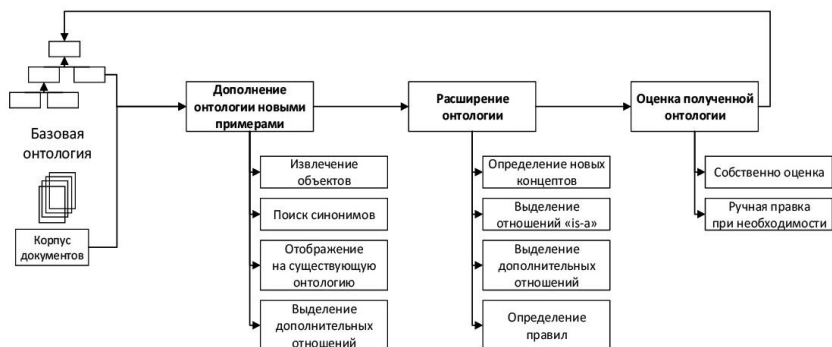 Базовая
онтология
Корпус
документов
Дополнение
онтологии новыми
примерами
Извлечение
объектов
Поиск синонимов
Отображение
на существующую
онтологию
Выделение
дополнительных
отношений
Расширение
онтологии
Определение новых
концептов
Выделение
отношений «is-a»
Выделение
дополнительных
отношений
Определение
правил
Оценка полученной
онтологии
Собственно оценка
Ручная правка
при необходимости